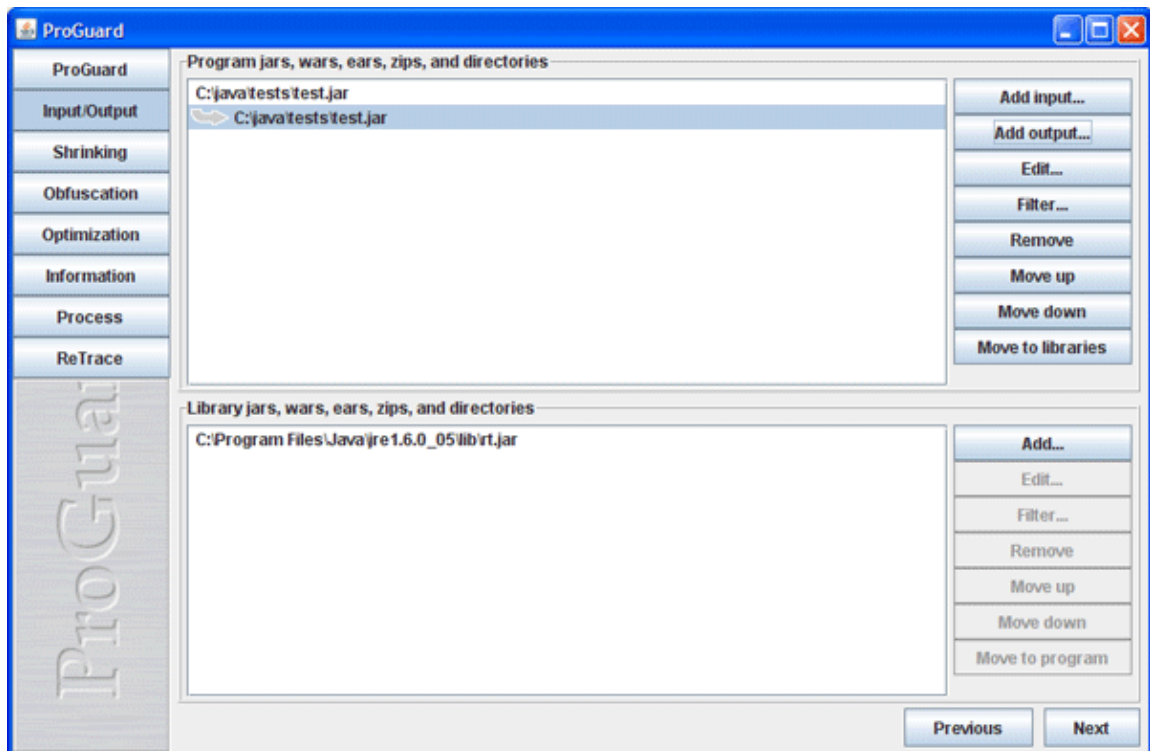 ProGuard
ProGuard
Input/Output
Shrinking
Obfuscation
Optimization
Information
Process
ReTrace
ProGuar
Program jars, wars, ears, zips, and directories
C:\java\tests\test.jar
C:\java\tests\test.jar
Add input...
Add output...
Edit...
Filter...
Remove
Move up
Move down
Move to libraries
Library jars, wars, ears, zips, and directories
C:\Program Files\Java\jre1.6.0_05\lib\rt.jar
Add...
Edit...
Filter...
Remove
Move up
Move down
Move to program
Previous
Next